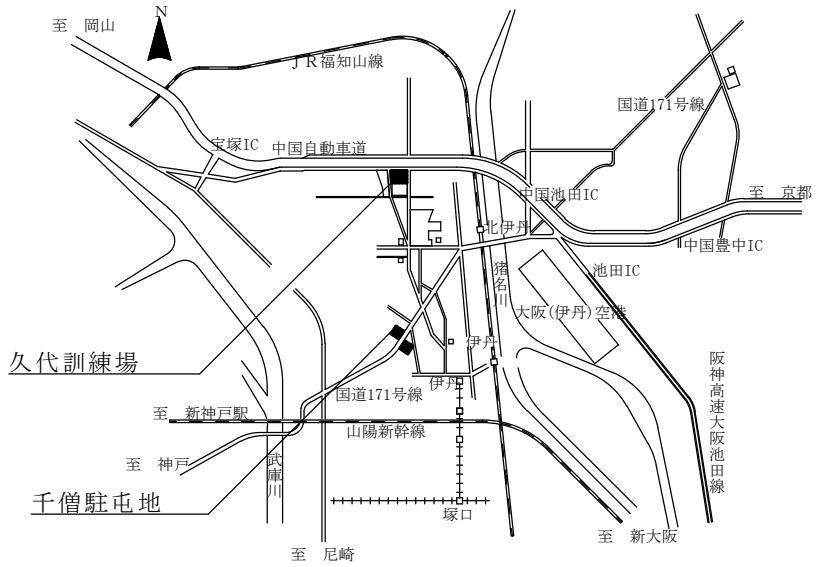 至 岡山
N
JR福知山線
国道171号線
宝塚IC
中国自動車道
中国池田IC
至 京都
北伊丹
中国豊中IC
池田IC
猪名川
大阪(伊丹)空港
伊丹
久代訓練場
伊丹
国道171号線
阪神高速大阪池田線
至 新神戸駅
山陽新幹線
至 神戸
武庫川
千僧駐屯地
塚口
至 新大阪
至 尼崎